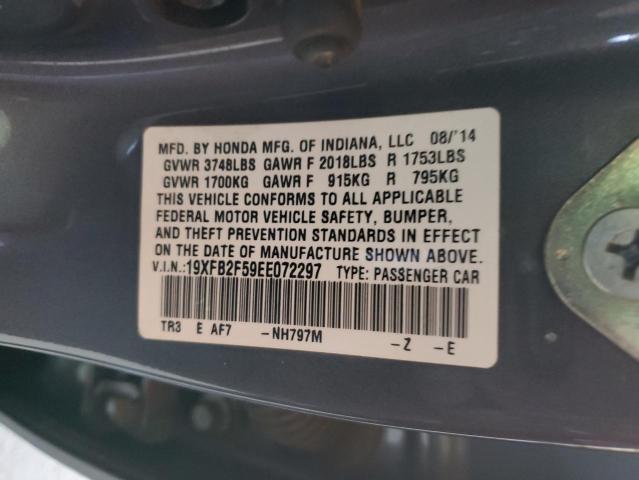 MFD. BY HONDA MFG. OF INDIANA, LLC 08/'14
GVWR 3748LBS GAWR F 2018LBS R 1753LBS
GVWR 1700KG GAWR F 915KG R 795KG
THIS VEHICLE CONFORMS TO ALL APPLICABLE
FEDERAL MOTOR VEHICLE SAFETY, BUMPER,
AND THEFT PREVENTION STANDARDS IN EFFECT
ON THE DATE OF MANUFACTURE SHOWN ABOVE.
V.I.N.:19XFB2F59EE072297 TYPE: PASSENGER CAR
TR3 E AF7 -NH797M -Z -E